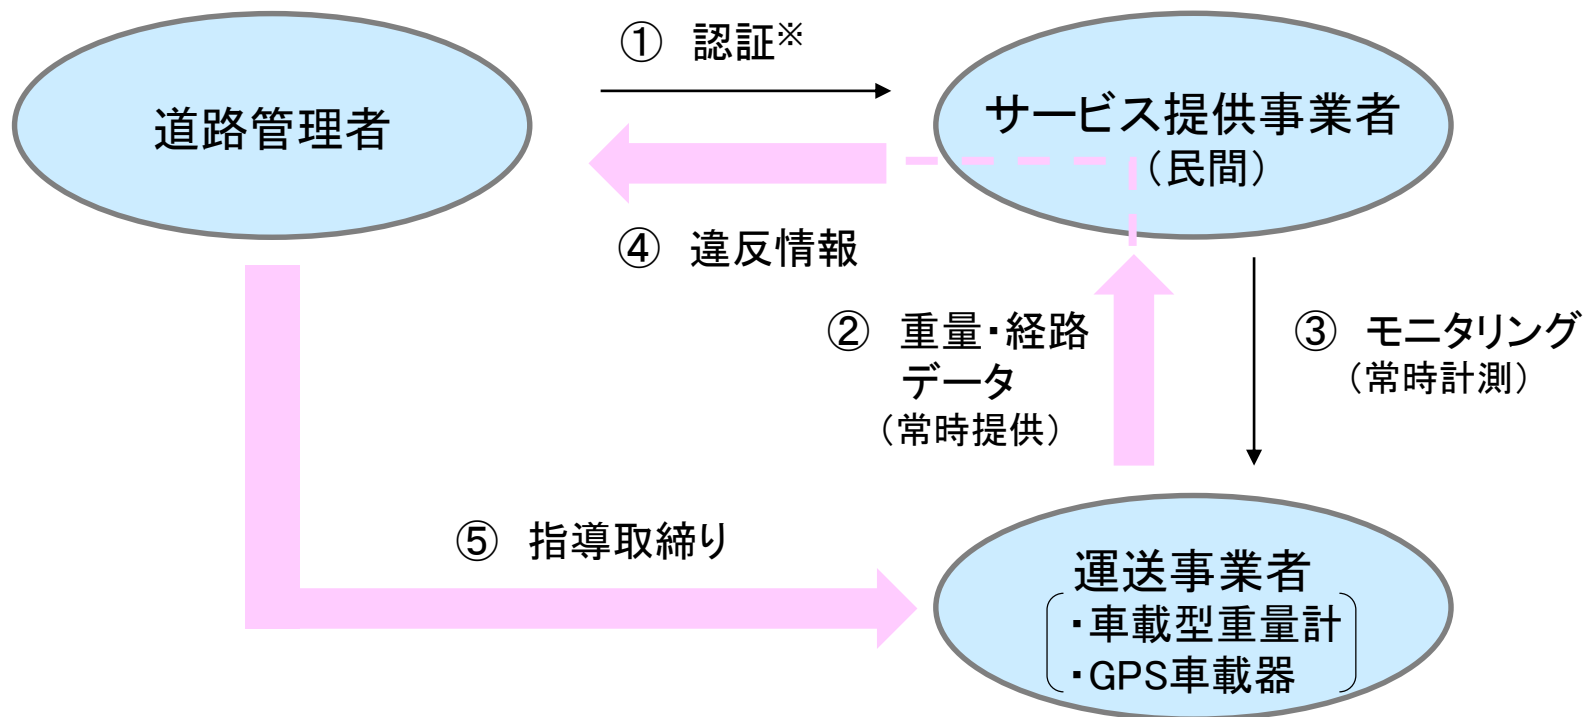 ① 認証※
道路管理者
サービス提供事業者
（民間）
④ 違反情報
② 重量・経路
データ
（常時提供）
③ モニタリング
（常時計測）
⑤ 指導取締り
運送事業者
・車載型重量計
・GPS車載器